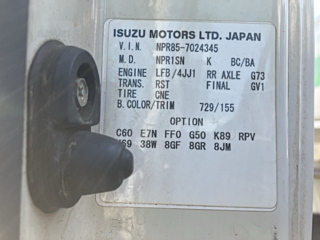 ISUZU MOTORS LTD. JAPAN
V.I.N. NPR85-7024345
M.D. NPR1SN K BC/BA
ENGINE LFB/4JJ1 RR AXLE G73
TRANS. RST FINAL GV1
TIRE CNE
B.COLOR/TRIM 729/155
OPTION
C60 E7N FF0 G50 K89 RPV
38W 8GF 8GR 8JM